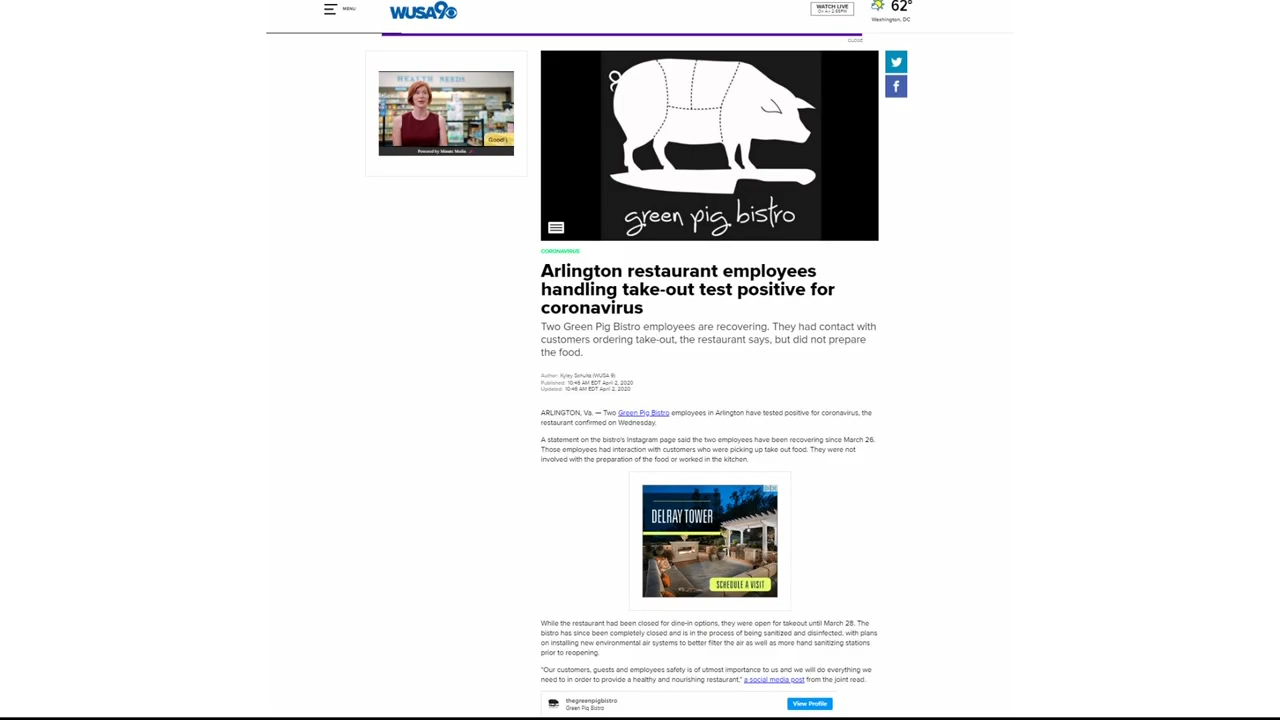 MENU
WUSA9
WATCH LIVE
62°
Washington, DC
CLOSE
HEALTH NEEDS
Powered by Minute Media
green pig bistro
CORONAVIRUS
Arlington restaurant employees
handling take-out test positive for
coronavirus
Two Green Pig Bistro employees are recovering. They had contact with
customers ordering take-out, the restaurant says, but did not prepare
the food.
Author: Kyley Schultz (WUSA 9)
Published: 10:46 AM EDT April 2, 2020
Updated: 10:46 AM EDT April 2, 2020
ARLINGTON, Va. — Two Green Pig Bistro employees in Arlington have tested positive for coronavirus, the
restaurant confirmed on Wednesday.
A statement on the bistro's Instagram page said the two employees have been recovering since March 26.
Those employees had interaction with customers who were picking up take out food. They were not
involved with the preparation of the food or worked in the kitchen.
DELRAY TOWER
SCHEDULE A VISIT
While the restaurant had been closed for dine-in options, they were open for takeout until March 28. The
bistro has since been completely closed and is in the process of being sanitized and disinfected, with plans
on installing new environmental air systems to better filter the air as well as more hand sanitizing stations
prior to reopening.
"Our customers, guests and employees safety is of utmost importance to us and we will do everything we
need to in order to provide a healthy and nourishing restaurant," a social media post from the joint read.
thegreenpigbistro
Green Pig Bistro
View Profile